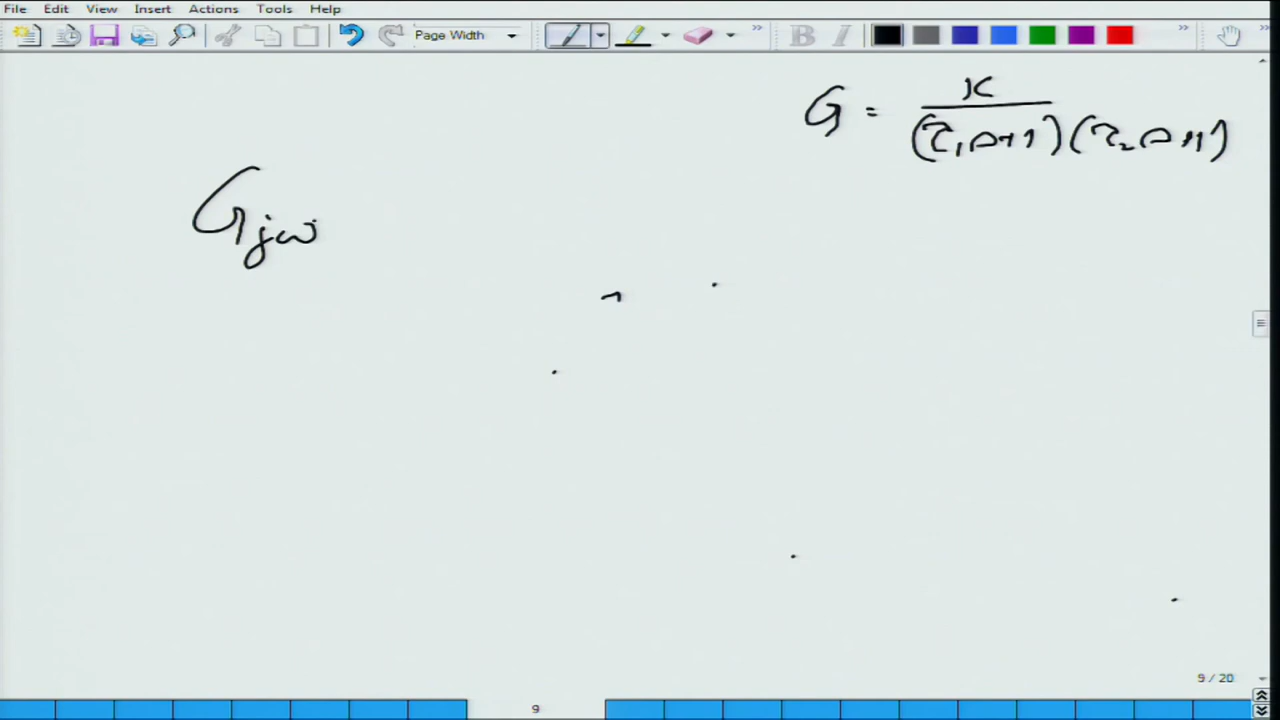 File Edit View Insert Actions Tools Help
Page Width
G = K / (τ₁s+1)(τ₂s+1)
G jω
9 / 20
9